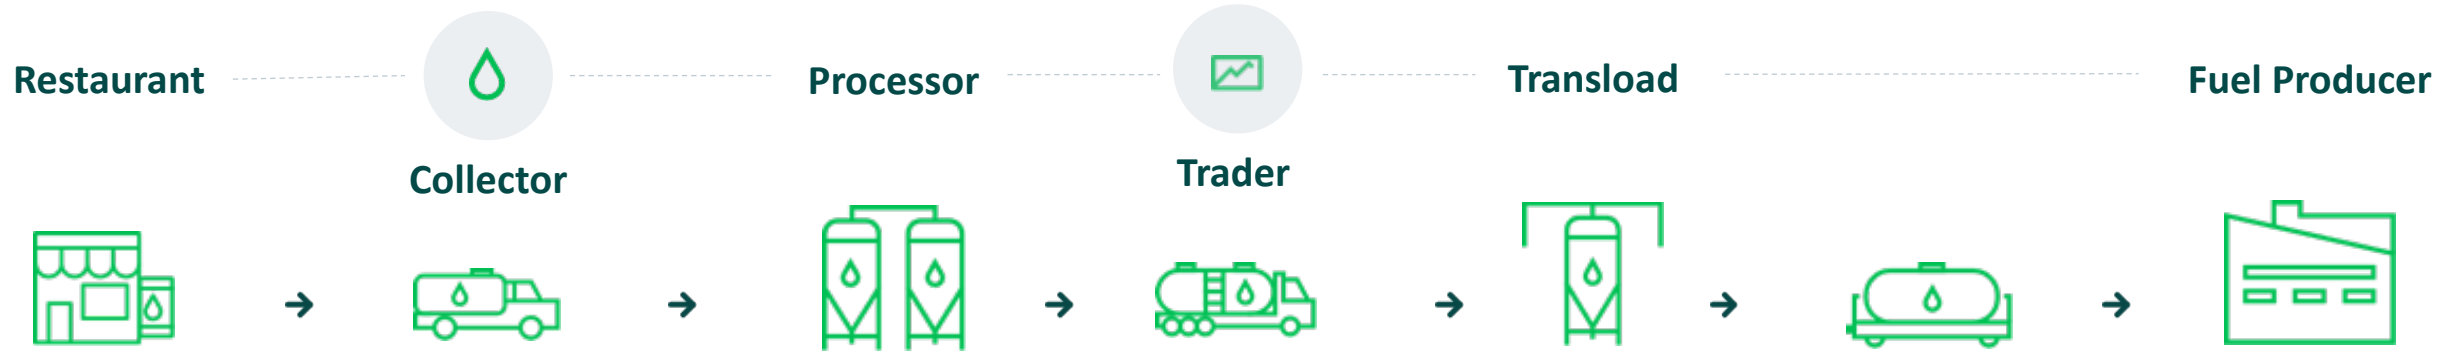 Restaurant
Collector
Processor
Trader
Transload
Fuel Producer